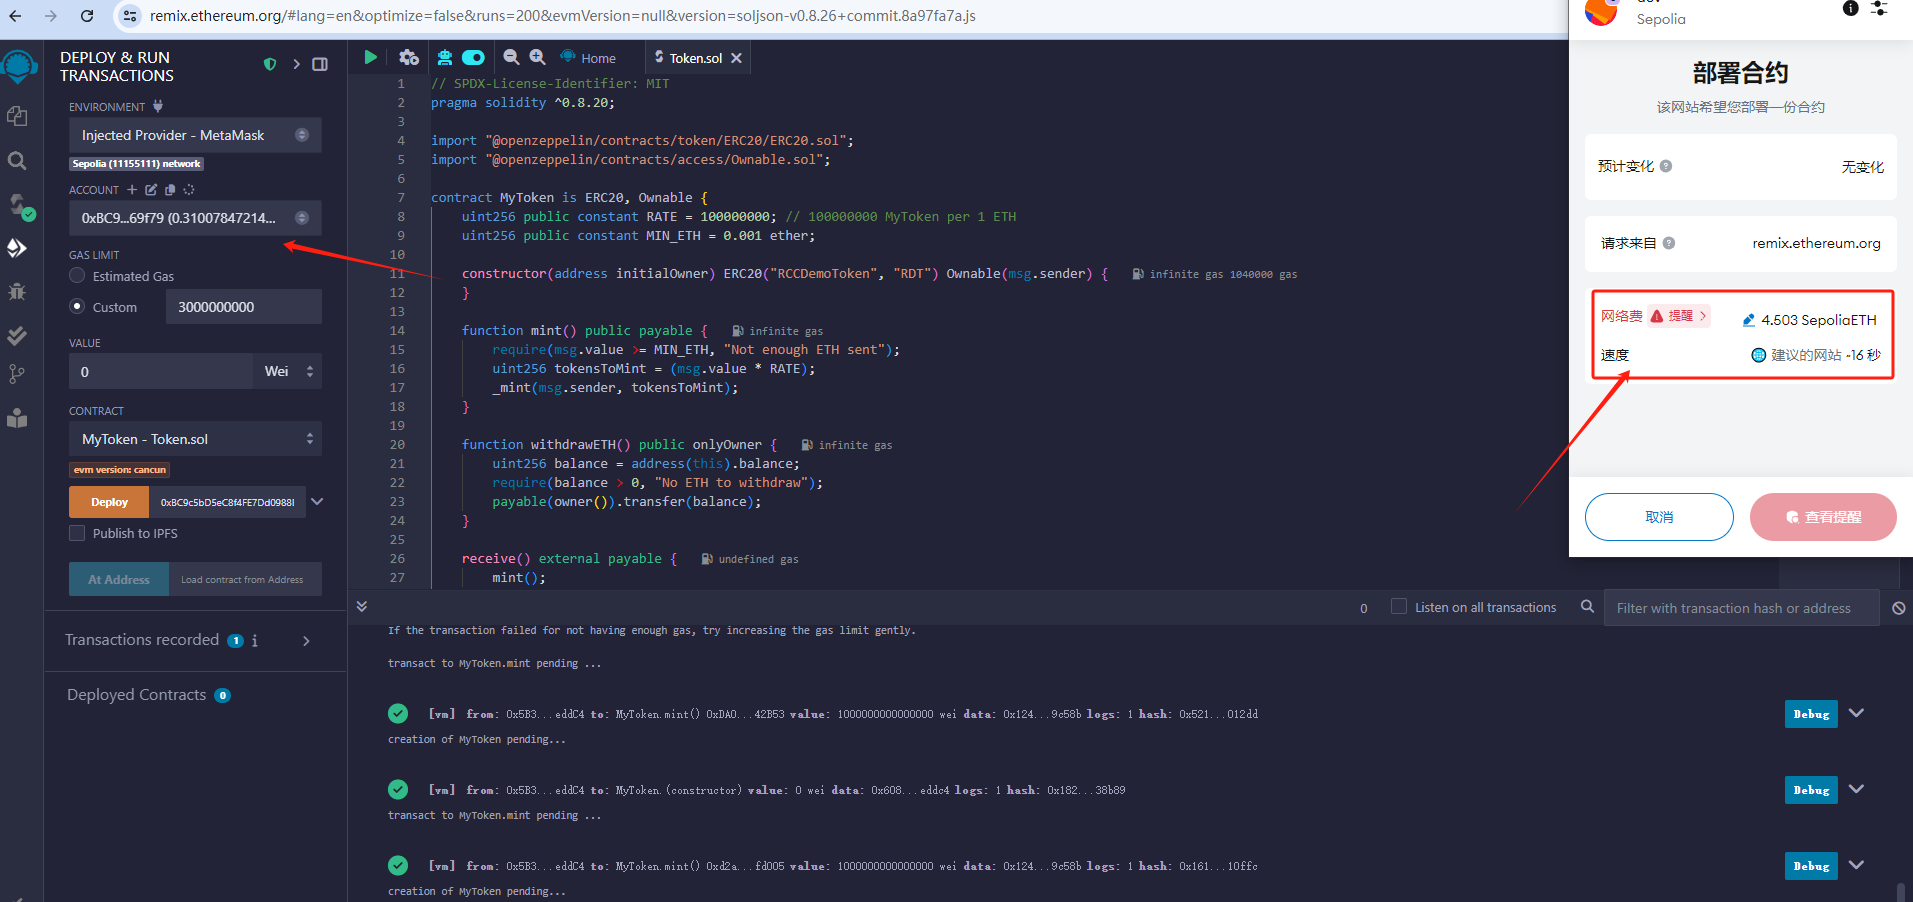 remix.ethereum.org/#lang=en&optimize=false&runs=200&evmVersion=null&version=soljson-v0.8.26+commit.8a97fa7a.js
DEPLOY & RUN
TRANSACTIONS
ENVIRONMENT
Injected Provider - MetaMask
Sepolia (11155111) network
ACCOUNT
0xBC9...69f79 (0.31007847214...
GAS LIMIT
Estimated Gas
Custom
3000000000
VALUE
0
Wei
CONTRACT
MyToken - Token.sol
evm version: cancun
Deploy
0xBC9c5bD5eC8f4FE7Dd0988I
Publish to IPFS
At Address
Load contract from Address
Transactions recorded 1 i
Deployed Contracts 0
Home
Token.sol
1 // SPDX-License-Identifier: MIT
2 pragma solidity ^0.8.20;
3
4 import "@openzeppelin/contracts/token/ERC20/ERC20.sol";
5 import "@openzeppelin/contracts/access/Ownable.sol";
6
7 contract MyToken is ERC20, Ownable {
8 uint256 public constant RATE = 100000000; // 100000000 MyToken per 1 ETH
9 uint256 public constant MIN_ETH = 0.001 ether;
10
11 constructor(address initialOwner) ERC20("RCCDemoToken", "RDT") Ownable(msg.sender) { infinite gas 1040000 gas
12 }
13
14 function mint() public payable { infinite gas
15 require(msg.value >= MIN_ETH, "Not enough ETH sent");
16 uint256 tokensToMint = (msg.value * RATE);
17 _mint(msg.sender, tokensToMint);
18 }
19
20 function withdrawETH() public onlyOwner { infinite gas
21 uint256 balance = address(this).balance;
22 require(balance > 0, "No ETH to withdraw");
23 payable(owner()).transfer(balance);
24 }
25
26 receive() external payable { undefined gas
27 mint();
0
Listen on all transactions
Filter with transaction hash or address
If the transaction failed for not having enough gas, try increasing the gas limit gently.
transact to MyToken.mint pending ...
[vm] from: 0x5B3...eddC4 to: MyToken.mint() 0xDA0...42B53 value: 1000000000000000 wei data: 0x124...9c58b logs: 1 hash: 0x521...012dd
Debug
creation of MyToken pending...
[vm] from: 0x5B3...eddC4 to: MyToken.(constructor) value: 0 wei data: 0x608...eddc4 logs: 1 hash: 0x182...38b89
Debug
transact to MyToken.mint pending ...
[vm] from: 0x5B3...eddC4 to: MyToken.mint() 0xd2a...fd005 value: 1000000000000000 wei data: 0x124...9c58b logs: 1 hash: 0x161...10ffc
Debug
creation of MyToken pending...
Sepolia
部署合约
该网站希望您部署一份合约
预计变化
无变化
请求来自
remix.ethereum.org
网络费 提醒 >
4.503 SepoliaETH
速度
建议的网站 ~16 秒
取消
查看提醒